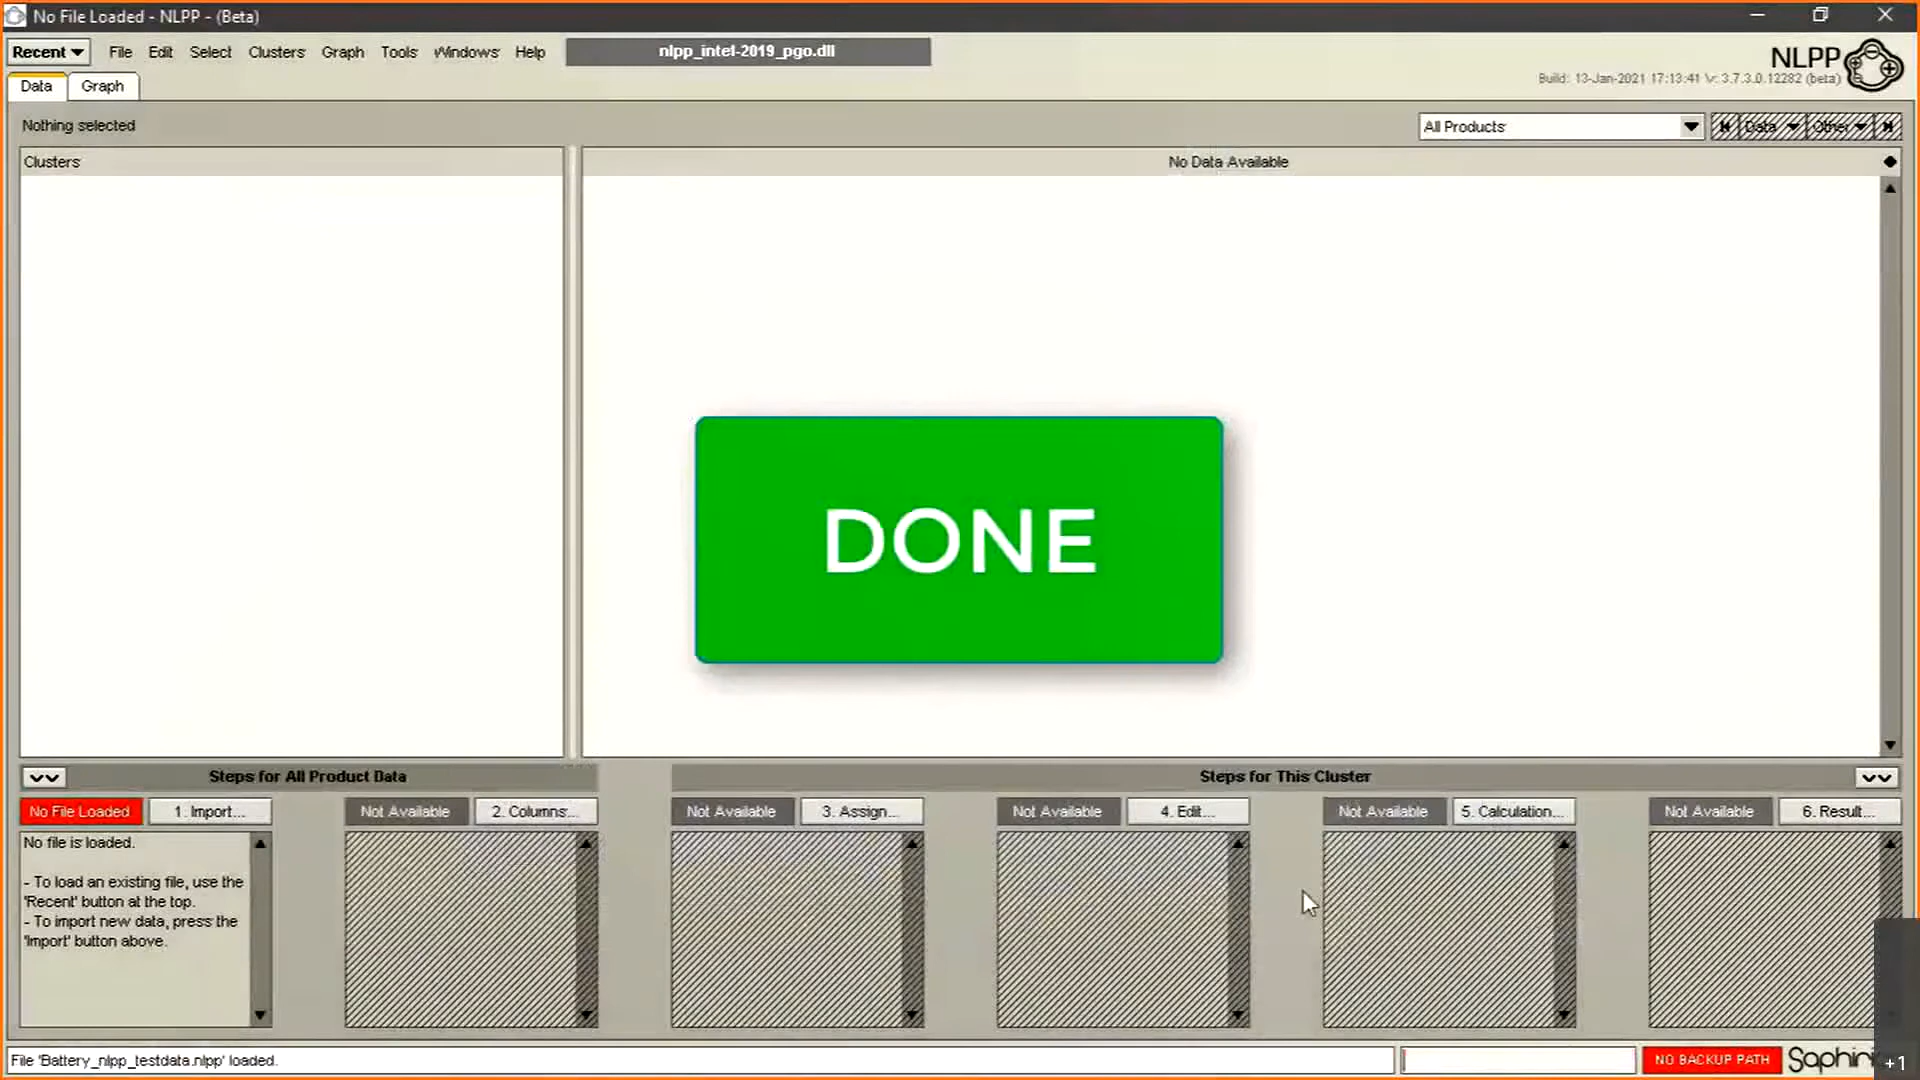 No File Loaded - NLPP - (Beta)
Recent File Edit Select Clusters Graph Tools Windows Help nlpp_intel-2019_pgo.dll
NLPP
Build: 13-Jan-2021 17:13:41 \v: 3.7.3.0.12282 (beta)
Data Graph
Nothing selected
All Products Data Other
Clusters
No Data Available
DONE
Steps for All Product Data
Steps for This Cluster
No File Loaded 1. Import...
Not Available 2. Columns...
Not Available 3. Assign...
Not Available 4. Edit...
Not Available 5. Calculation...
Not Available 6. Result...
No file is loaded.
- To load an existing file, use the
'Recent' button at the top.
- To import new data, press the
'Import' button above.
File 'Battery_nlpp_testdata.nlpp' loaded.
NO BACKUP PATH
+1